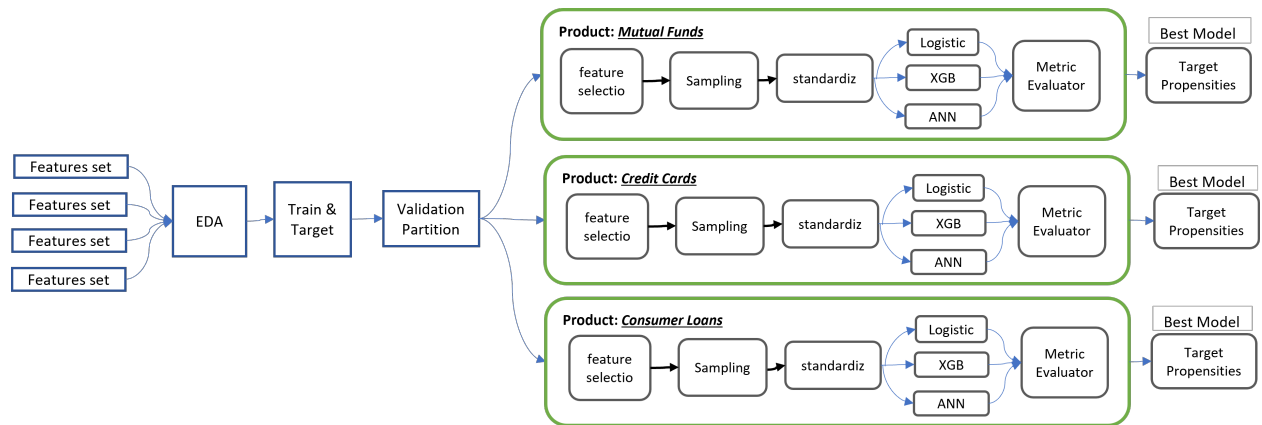 Features set
Features set
Features set
Features set
EDA
Train &
Target
Validation
Partition
Product: Mutual Funds
feature
selectio
Sampling
standardiz
Logistic
XGB
ANN
Metric
Evaluator
Best Model
Target
Propensities
Product: Credit Cards
feature
selectio
Sampling
standardiz
Logistic
XGB
ANN
Metric
Evaluator
Best Model
Target
Propensities
Product: Consumer Loans
feature
selectio
Sampling
standardiz
Logistic
XGB
ANN
Metric
Evaluator
Best Model
Target
Propensities